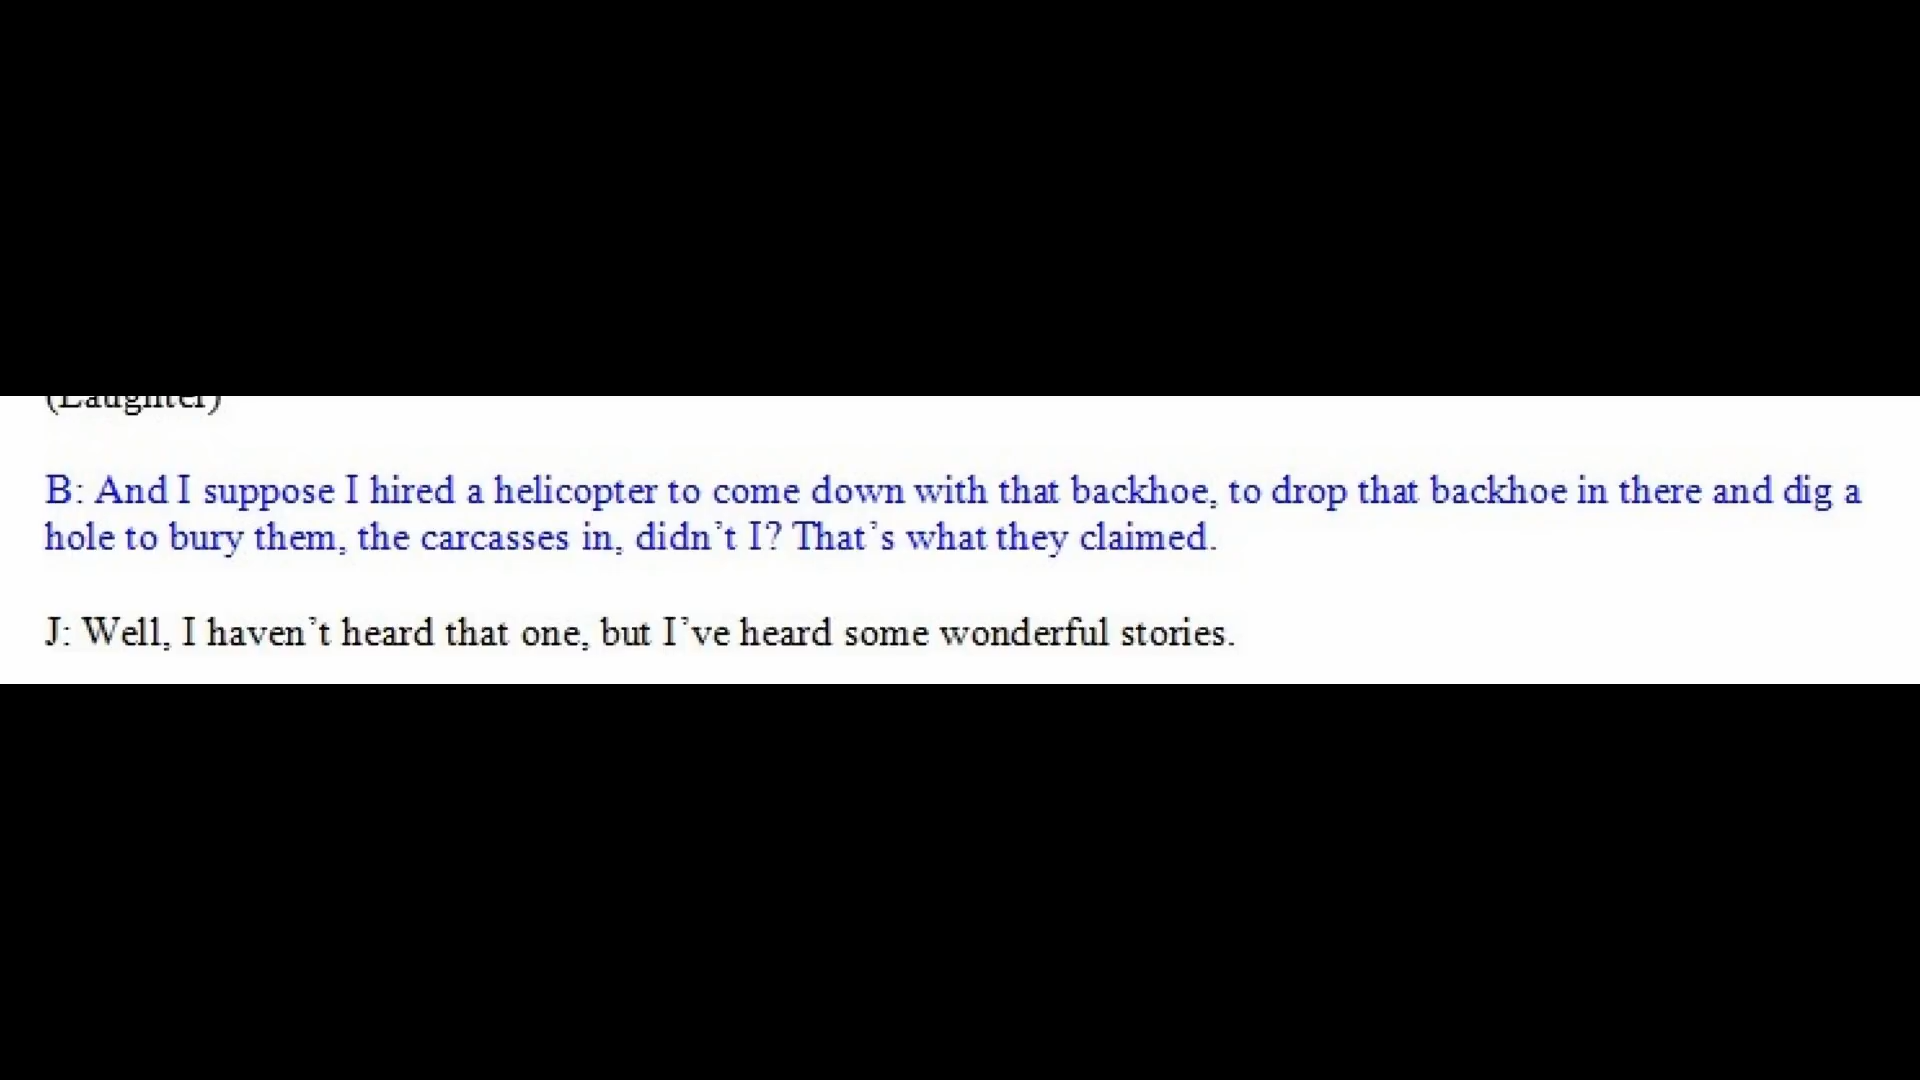 (Laughter)
B: And I suppose I hired a helicopter to come down with that backhoe, to drop that backhoe in there and dig a
hole to bury them, the carcasses in, didn’t I? That’s what they claimed.
J: Well, I haven’t heard that one, but I’ve heard some wonderful stories.